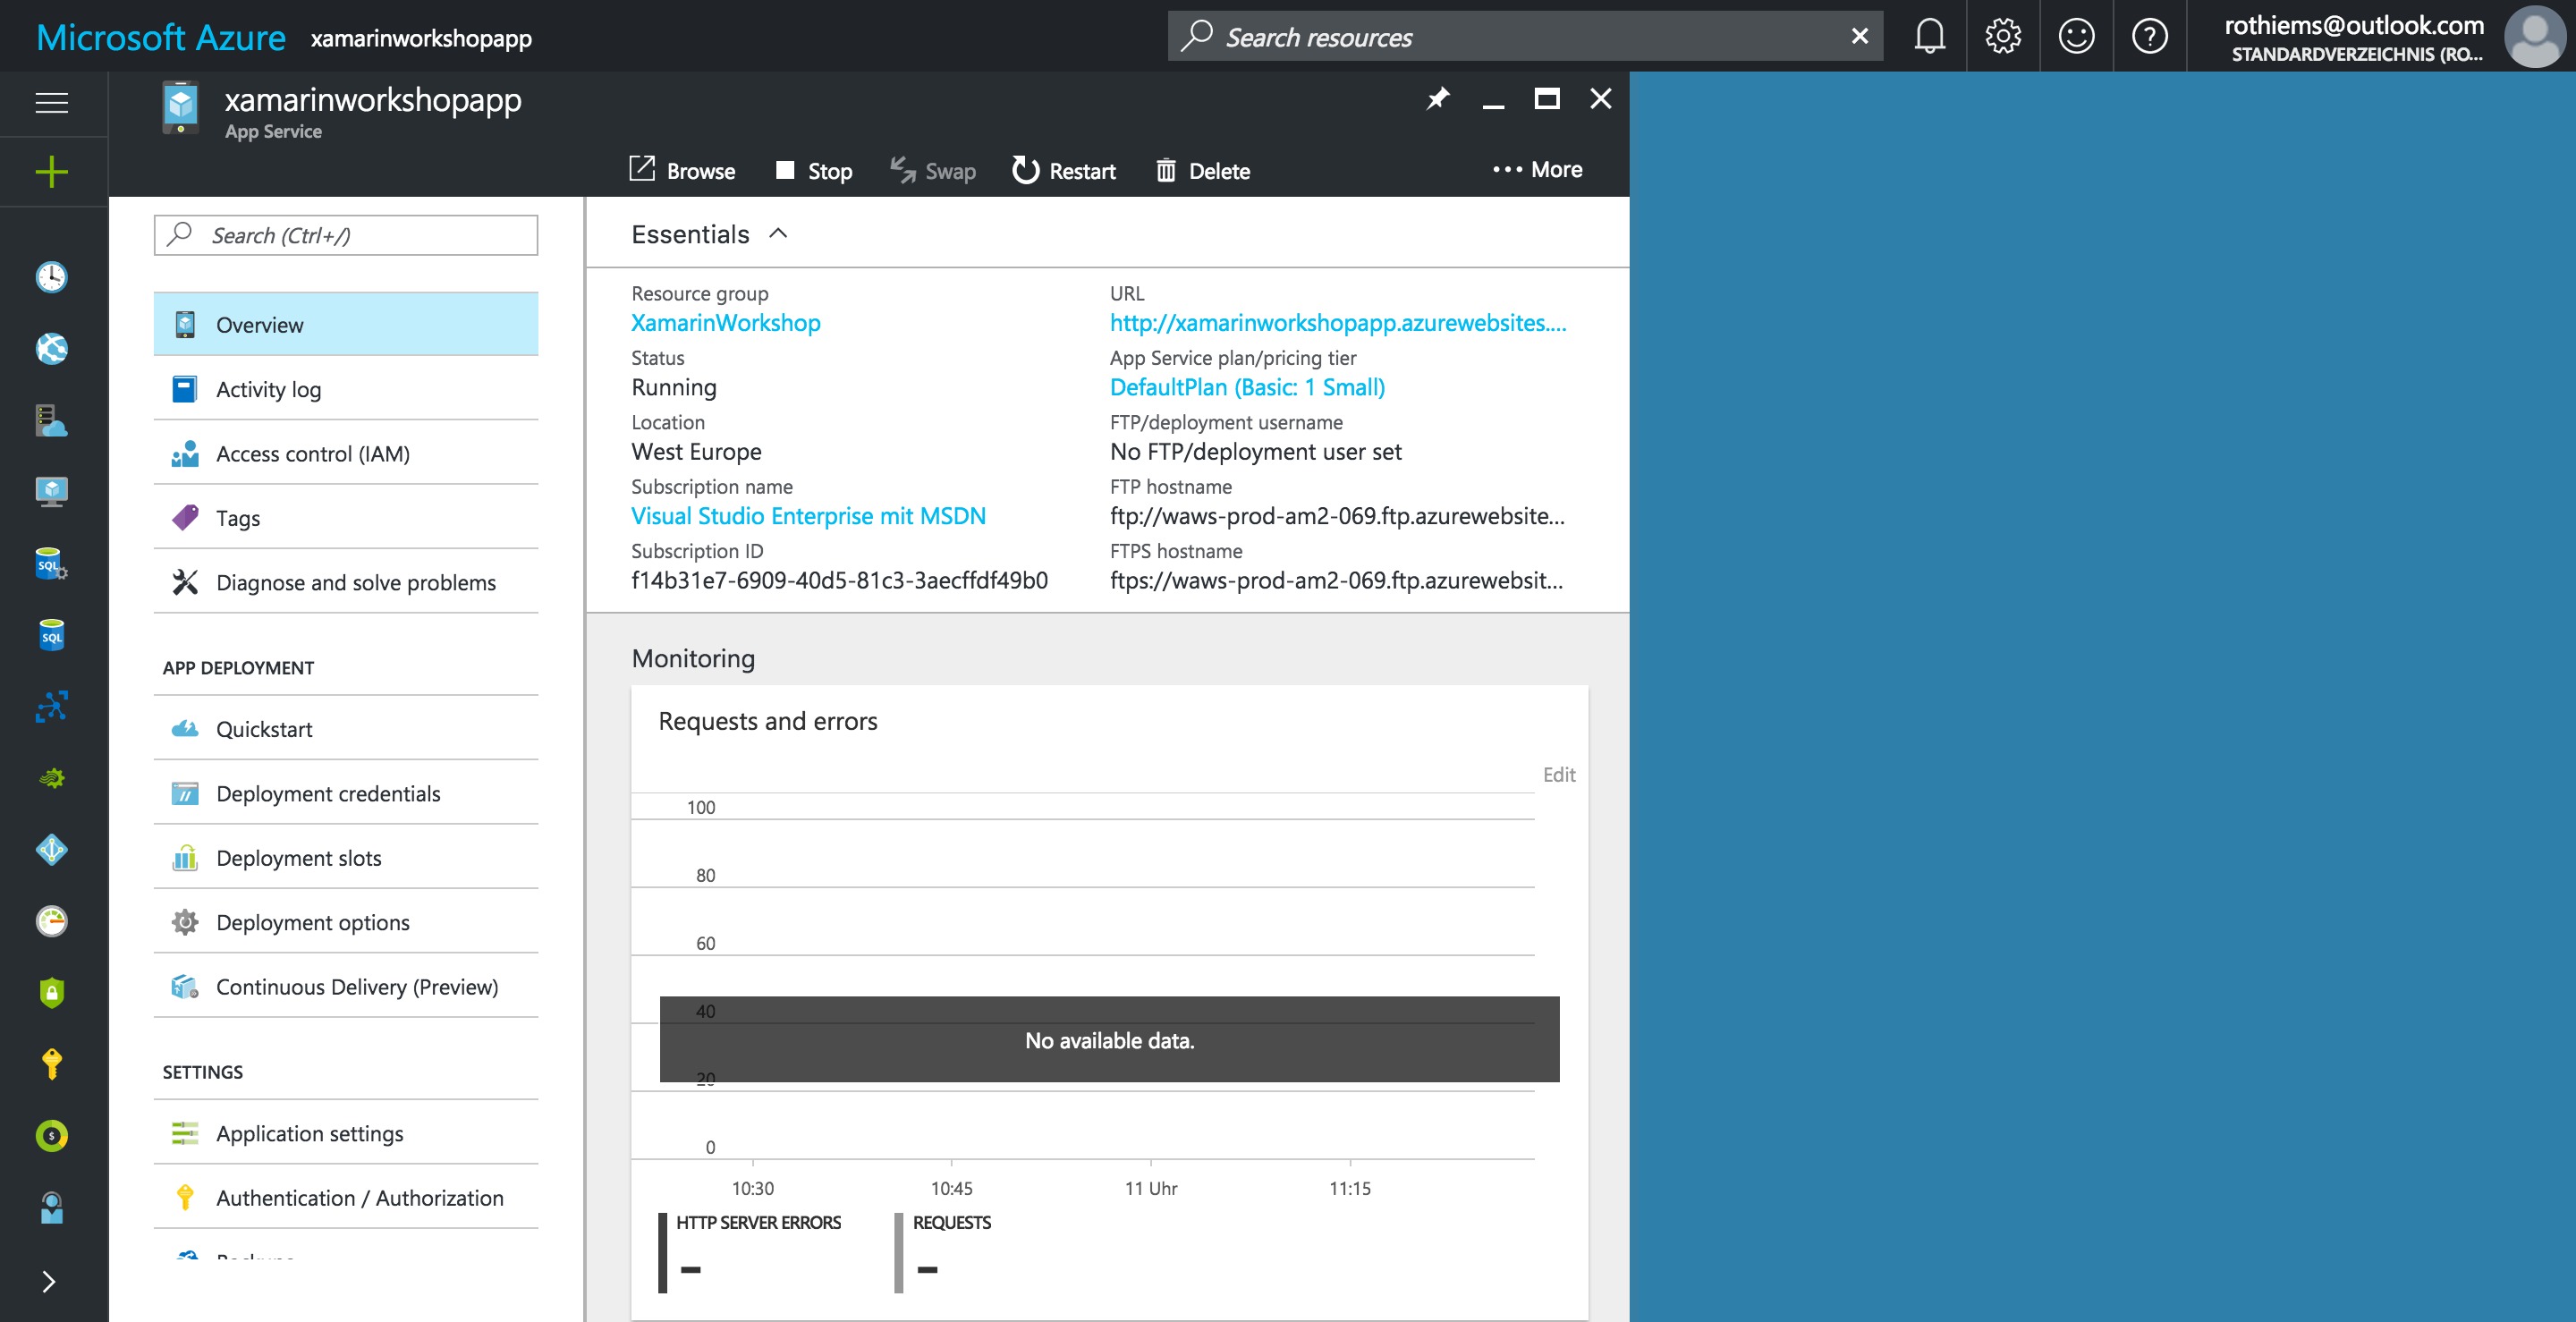 Microsoft Azure xamarinworkshopapp
Search resources
rothiems@outlook.com
STANDARDVERZEICHNIS (RO...
xamarinworkshopapp
App Service
Browse Stop Swap Restart Delete ... More
Search (Ctrl+/)
Overview
Activity log
Access control (IAM)
Tags
Diagnose and solve problems
APP DEPLOYMENT
Quickstart
Deployment credentials
Deployment slots
Deployment options
Continuous Delivery (Preview)
SETTINGS
Application settings
Authentication / Authorization
Backups
Essentials
Resource group
XamarinWorkshop
Status
Running
Location
West Europe
Subscription name
Visual Studio Enterprise mit MSDN
Subscription ID
f14b31e7-6909-40d5-81c3-3aecffdf49b0
URL
http://xamarinworkshopapp.azurewebsites....
App Service plan/pricing tier
DefaultPlan (Basic: 1 Small)
FTP/deployment username
No FTP/deployment user set
FTP hostname
ftp://waws-prod-am2-069.ftp.azurewebsite...
FTPS hostname
ftps://waws-prod-am2-069.ftp.azurewebsit...
Monitoring
Requests and errors
Edit
100
80
60
40
No available data.
20
0
10:30 10:45 11 Uhr 11:15
HTTP SERVER ERRORS REQUESTS
– –
SQL
SQL